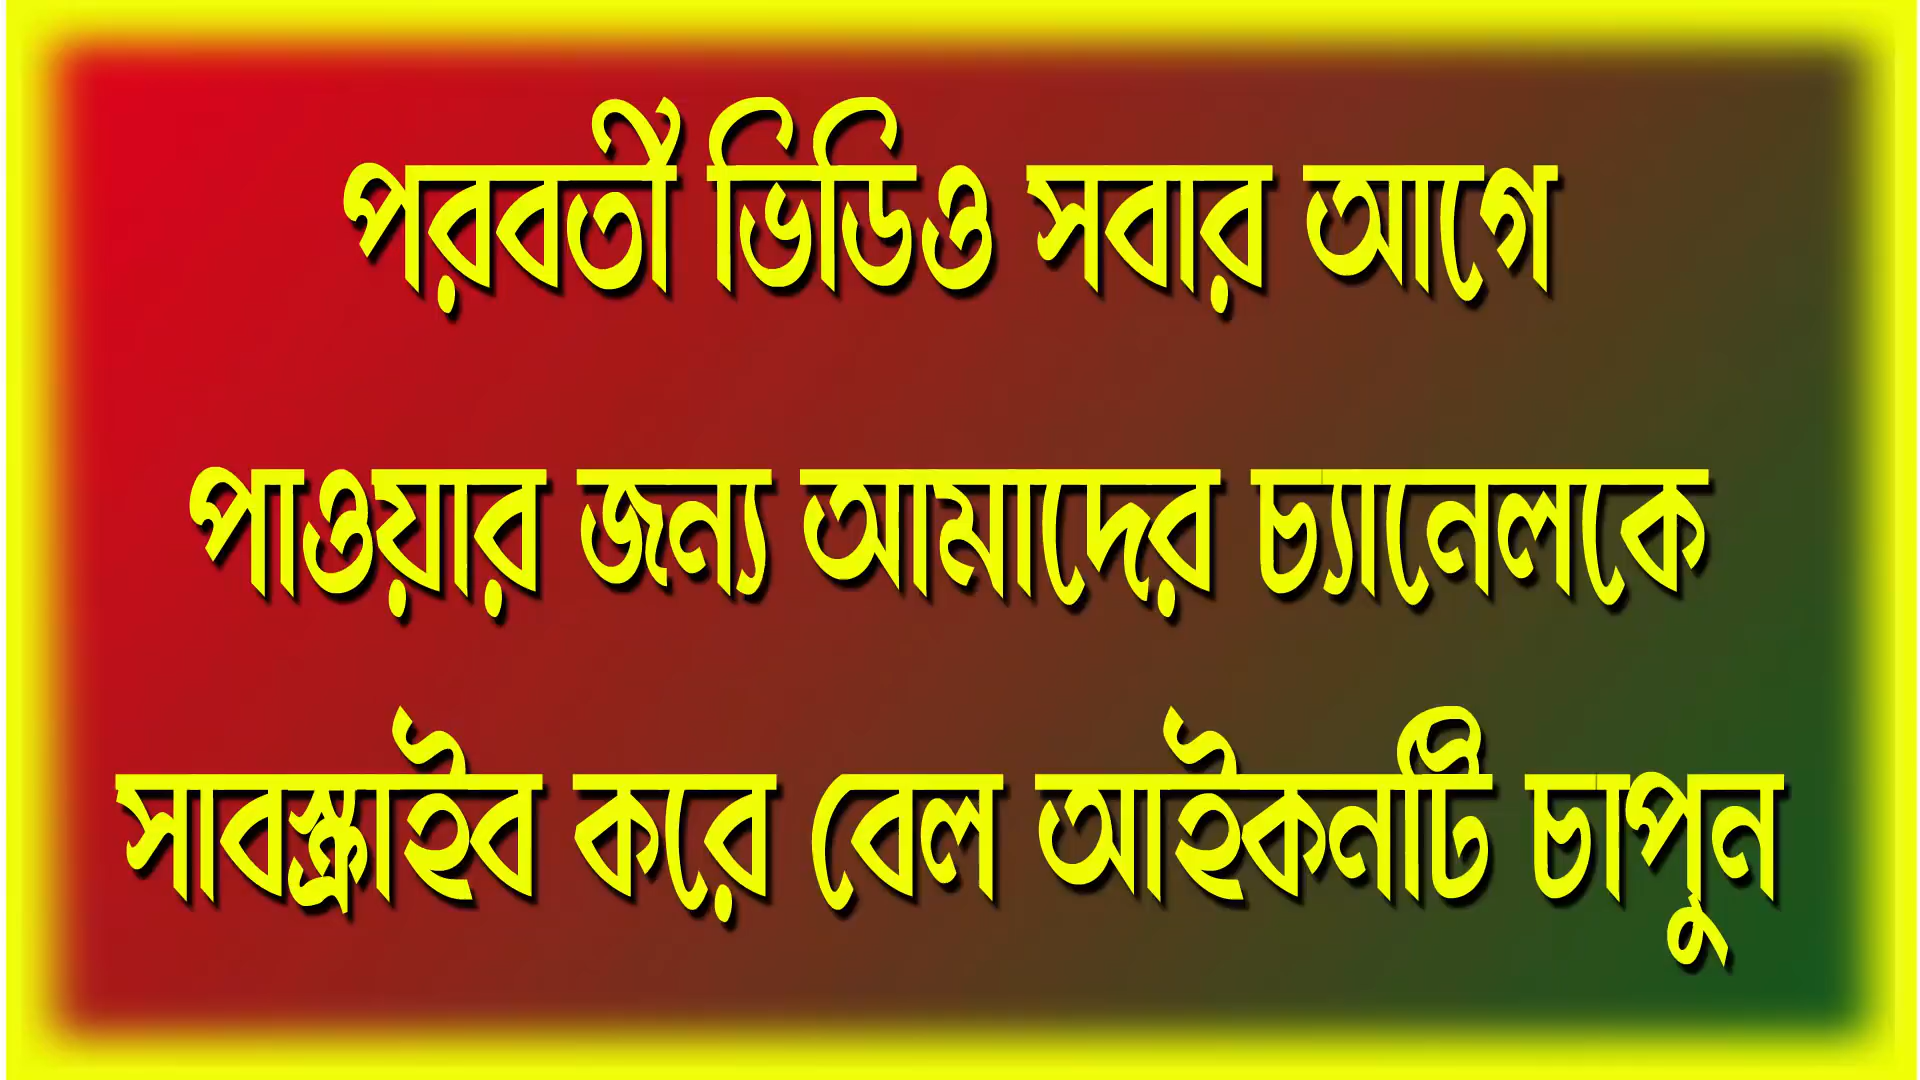 পরবর্তী ভিডিও সবার আগে
পাওয়ার জন্য আমাদের চ্যানেলকে
সাবস্ক্রাইব করে বেল আইকনটি চাপুন